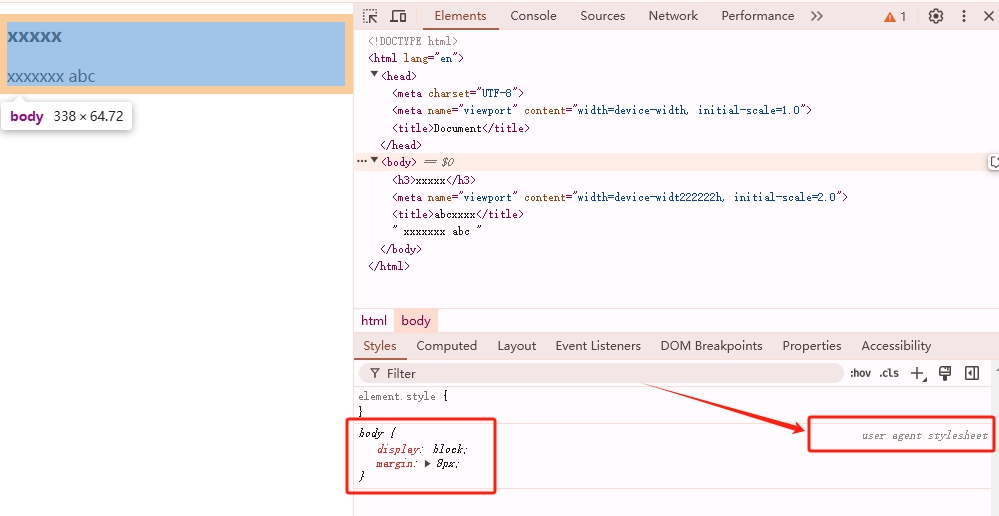 xxxxx
xxxxxxx abc
body 338 × 64.72
Elements Console Sources Network Performance 1
<!DOCTYPE html>
<html lang="en">
<head>
<meta charset="UTF-8">
<meta name="viewport" content="width=device-width, initial-scale=1.0">
<title>Document</title>
</head>
<body> == $0
<h3>xxxxx</h3>
<meta name="viewport" content="width=device-widt222222h, initial-scale=2.0">
<title>abcxxxx</title>
" xxxxxxx abc "
</body>
</html>
html body
Styles Computed Layout Event Listeners DOM Breakpoints Properties Accessibility
Filter :hov .cls
element.style {
}
body { user agent stylesheet
display: block;
margin: 8px;
}